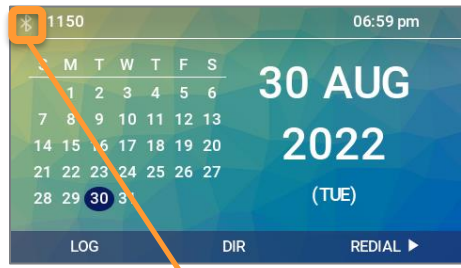 1150 06:59 pm
S M T W T F S
1 2 3 4 5 6
7 8 9 10 11 12 13
14 15 16 17 18 19 20
21 22 23 24 25 26 27
28 29 30 31
30 AUG
2022
(TUE)
LOG DIR REDIAL ▶